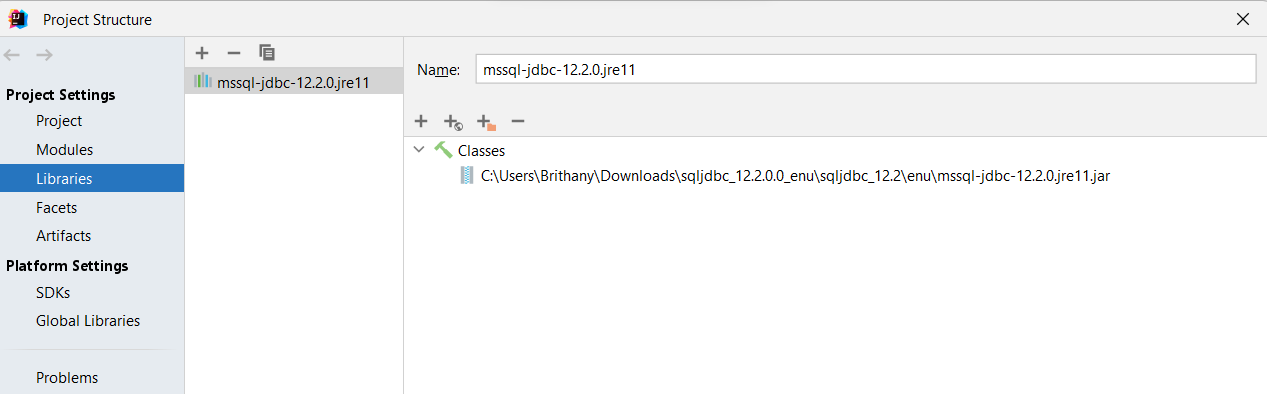 Project Structure
Project Settings
Project
Modules
Libraries
Facets
Artifacts
Platform Settings
SDKs
Global Libraries
Problems
mssql-jdbc-12.2.0.jre11
Name: mssql-jdbc-12.2.0.jre11
Classes
C:\Users\Brithany\Downloads\sqljdbc_12.2.0.0_enu\sqljdbc_12.2\enu\mssql-jdbc-12.2.0.jre11.jar